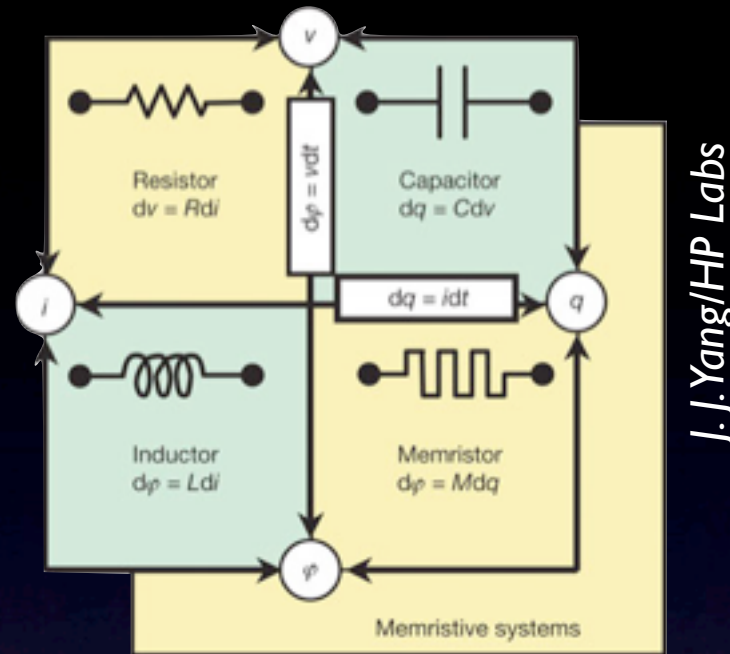 v
Resistor
dv = Rdi
dφ = vdt
Capacitor
dq = Cdv
i
dq = idt
q
Inductor
dφ = Ldi
Memristor
dφ = Mdq
φ
Memristive systems
J. J.Yang/HP Labs